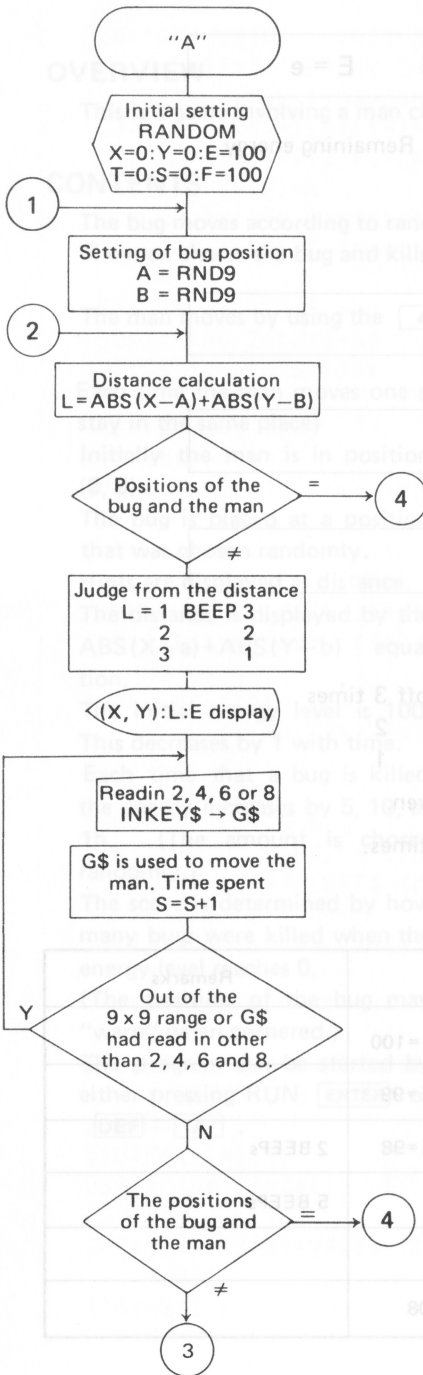 "A"
Initial setting
RANDOM
X=0:Y=0:E=100
T=0:S=0:F=100
1
Setting of bug position
A = RND9
B = RND9
2
Distance calculation
L=ABS(X–A)+ABS(Y–B)
Positions of the
bug and the man
=
4
≠
Judge from the distance
= 1 BEEP 3
2 2
3 1
(X, Y):L:E display
Readin 2, 4, 6 or 8
INKEY$ → G$
G$ is used to move the
man. Time spent
S=S+1
Out of the
9 x 9 range or G$
had read in other
than 2, 4, 6 and 8.
Y
N
The positions
of the bug and
the man
=
4
≠
3